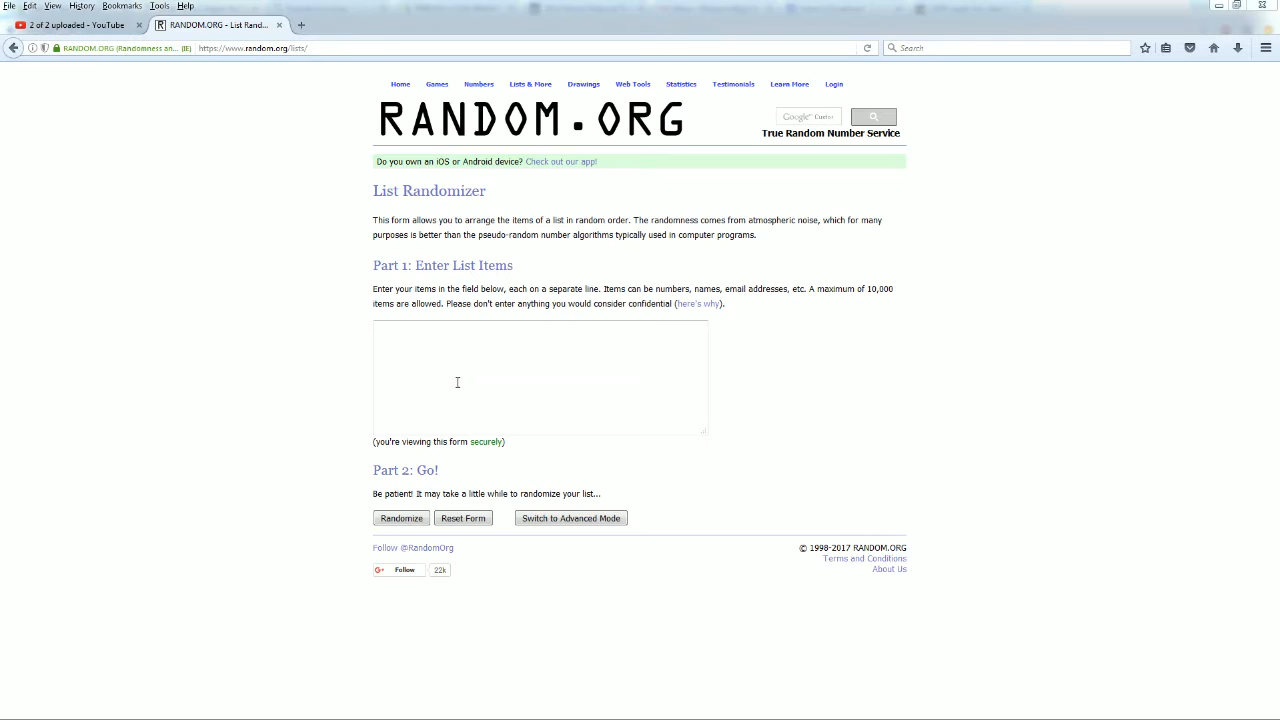 File Edit View History Bookmarks Tools Help
2 of 2 uploaded - YouTube × R RANDOM.ORG - List Rand... × +
RANDOM.ORG (Randomness an... (IE) https://www.random.org/lists/ Search
Home Games Numbers Lists & More Drawings Web Tools Statistics Testimonials Learn More Login
RANDOM.ORG
Google Custom
True Random Number Service
Do you own an iOS or Android device? Check out our app!
List Randomizer
This form allows you to arrange the items of a list in random order. The randomness comes from atmospheric noise, which for many
purposes is better than the pseudo-random number algorithms typically used in computer programs.
Part 1: Enter List Items
Enter your items in the field below, each on a separate line. Items can be numbers, names, email addresses, etc. A maximum of 10,000
items are allowed. Please don't enter anything you would consider confidential (here's why).
(you're viewing this form securely)
Part 2: Go!
Be patient! It may take a little while to randomize your list...
Randomize Reset Form Switch to Advanced Mode
Follow @RandomOrg © 1998-2017 RANDOM.ORG
Terms and Conditions
G+ Follow 22k About Us